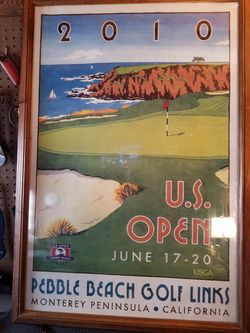 2010
U.S.
OPEN
JUNE 17-20
USGA
PEBBLE BEACH GOLF LINKS
MONTEREY PENINSULA • CALIFORNIA